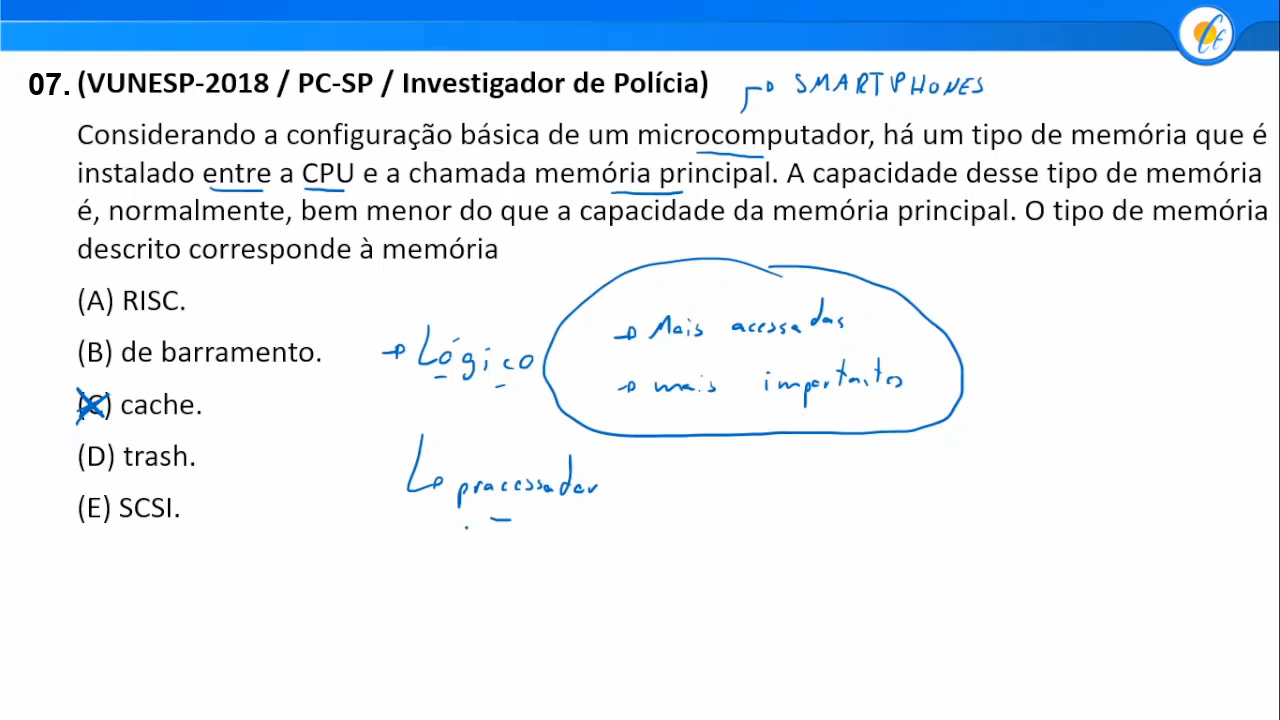 07. (VUNESP-2018 / PC-SP / Investigador de Polícia)
SMARTPHONES
Considerando a configuração básica de um microcomputador, há um tipo de memória que é
instalado entre a CPU e a chamada memória principal. A capacidade desse tipo de memória
é, normalmente, bem menor do que a capacidade da memória principal. O tipo de memória
descrito corresponde à memória
(A) RISC.
(B) de barramento.
(C) cache.
(D) trash.
(E) SCSI.
Lógico
Mais acessadas
mais importantes
processador